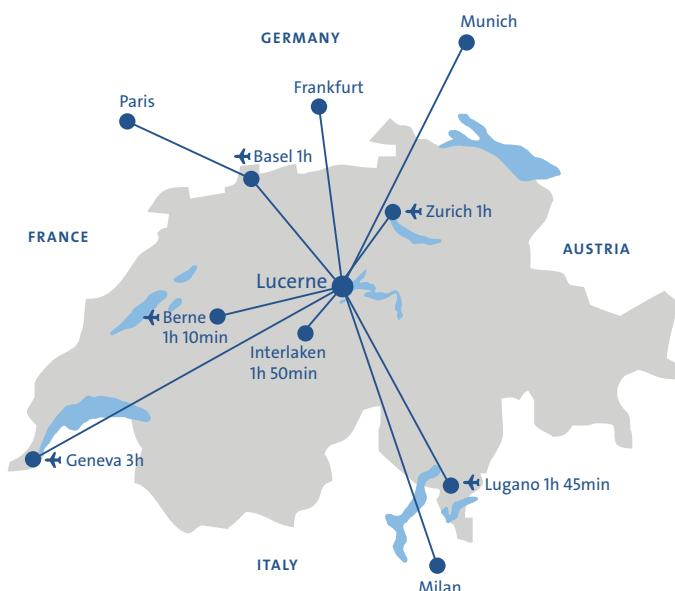 Munich
GERMANY
Frankfurt
Paris
Basel 1h
Zurich 1h
FRANCE
AUSTRIA
Lucerne
Berne
1h 10min
Interlaken
1h 50min
Geneva 3h
Lugano 1h 45min
ITALY
Milan